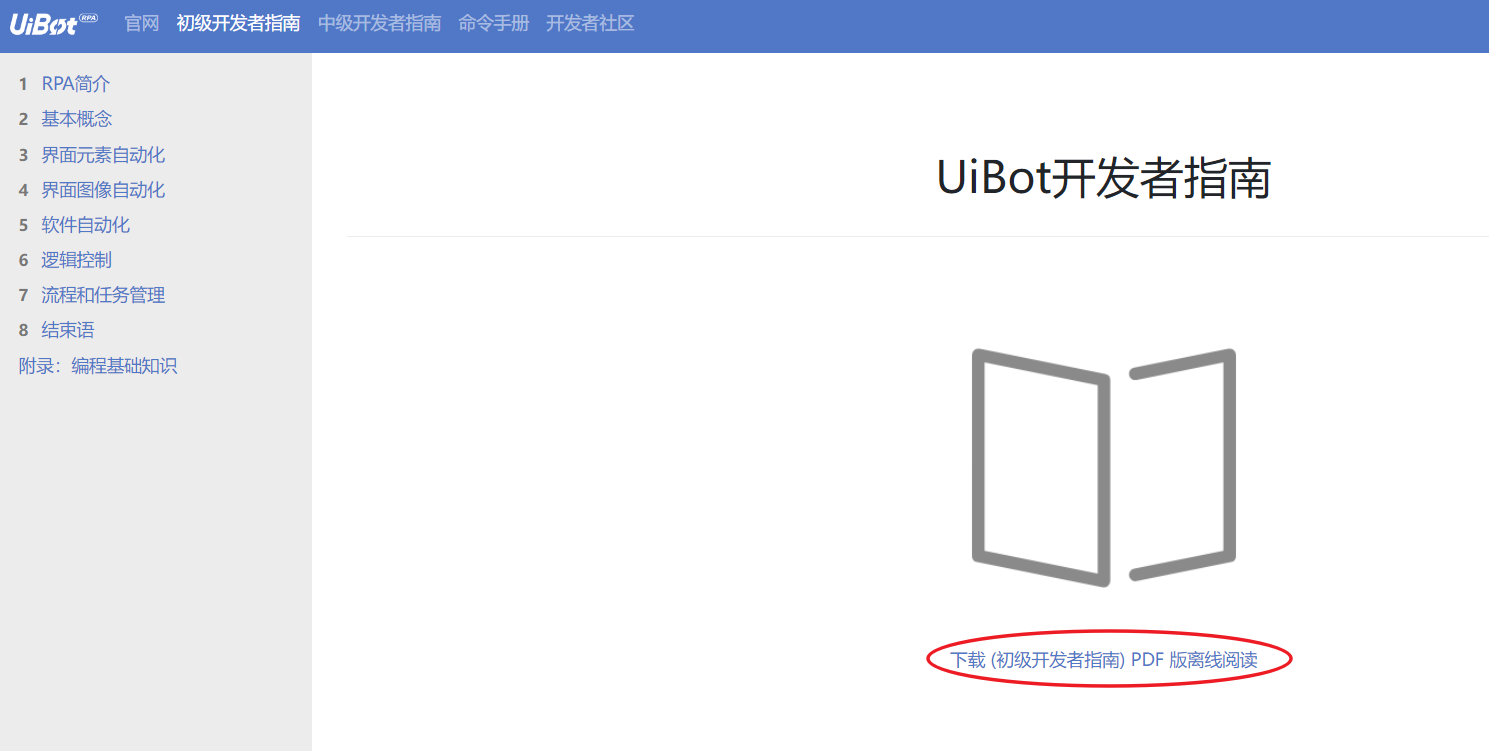 UiBot RPA 官网 初级开发者指南 中级开发者指南 命令手册 开发者社区
1 RPA简介
2 基本概念
3 界面元素自动化
4 界面图像自动化
5 软件自动化
6 逻辑控制
7 流程和任务管理
8 结束语
附录：编程基础知识
UiBot开发者指南
下载 (初级开发者指南) PDF 版离线阅读